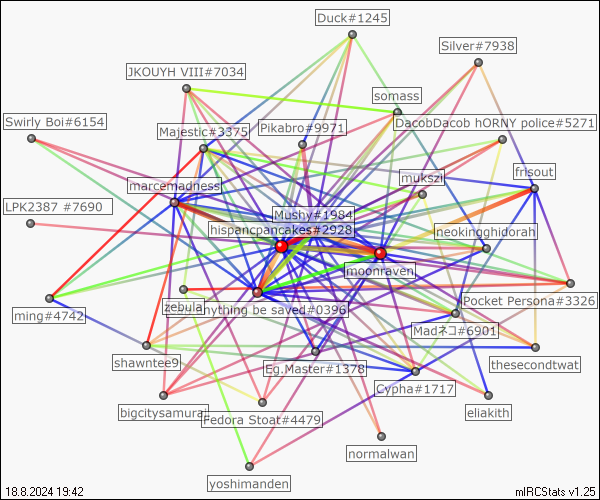 Duck#1245
Silver#7938
JKOUYH VIII#7034
somass
Swirly Boi#6154
DacobDacob hORNY police#5271
Majestic#3375
Pikabro#9971
frisout
marcemadness
mukszii
LPK2387 #7690
Mushy#1984
hispancpancakes#2928
neokingghidorah
moonraven
zebula
nything be saved#0396
Pocket Persona#3326
ming#4742
Madネコ#6901
shawntee9
Eg.Master#1378
thesecondtwat
Cypha#1717
bigcitysamurai
Fedora Stoat#4479
eliakith
normalwan
yoshimanden
18.8.2024 19:42
mIRCStats v1.25